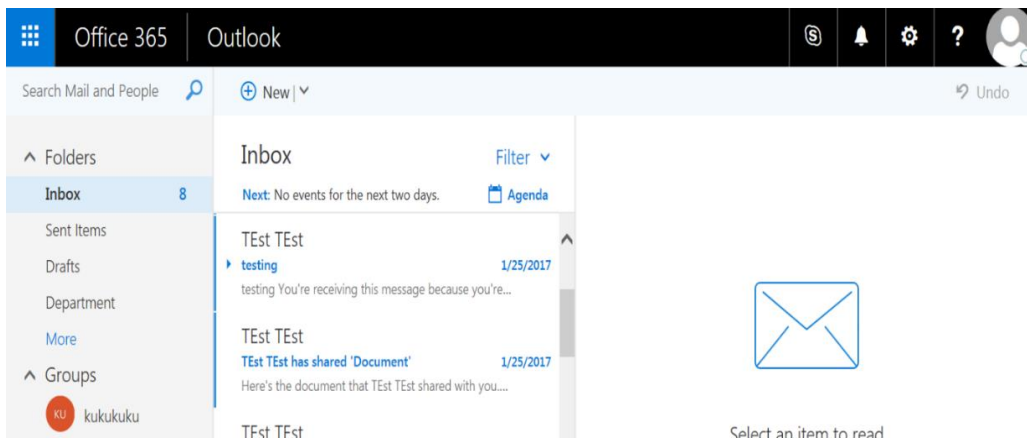 Office 365 Outlook
Search Mail and People
New
Undo
Folders
Inbox 8
Sent Items
Drafts
Department
More
Groups
KU kukukuku
Inbox Filter
Next: No events for the next two days. Agenda
TEst TEst
testing 1/25/2017
testing You're receiving this message because you're...
TEst TEst
TEst TEst has shared 'Document' 1/25/2017
Here's the document that TEst TEst shared with you....
TEst TEst
Select an item to read